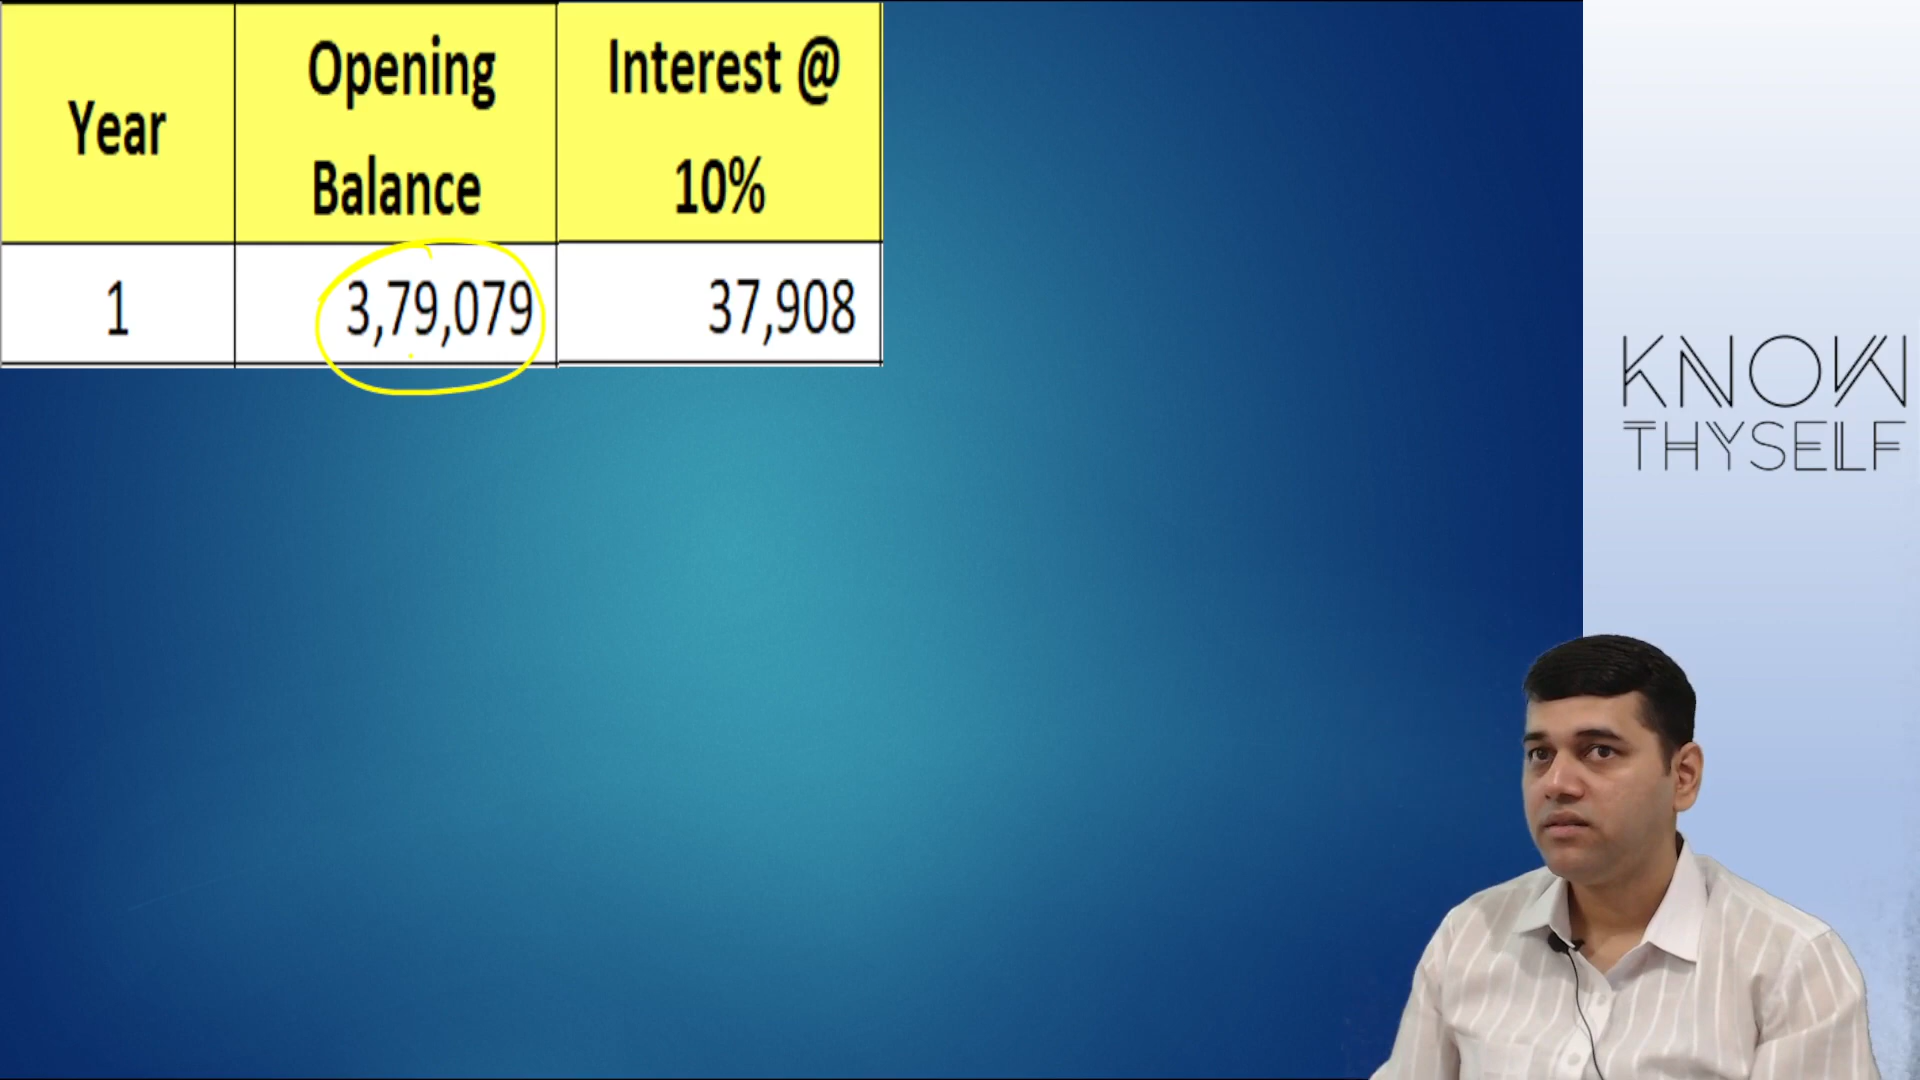 Year
Opening
Balance
Interest @
10%
1
3,79,079
37,908
KNOW
THYSELF